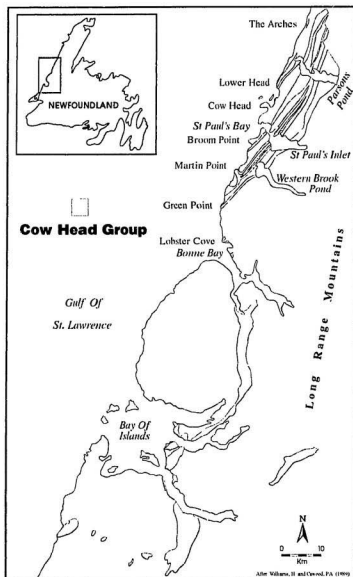 NEWFOUNDLAND
The Arches
Lower Head
Parsons
Pond
Cow Head
St Paul's Bay
Broom Point
St Paul's Inlet
Martin Point
Western Brook
Pond
Green Point
Cow Head Group
Lobster Cove
Bonne Bay
Gulf Of
St. Lawrence
Long Range Mountains
Bay Of
Islands
N
0 10
Km
After Williams, H and Cawood, PA (1989)